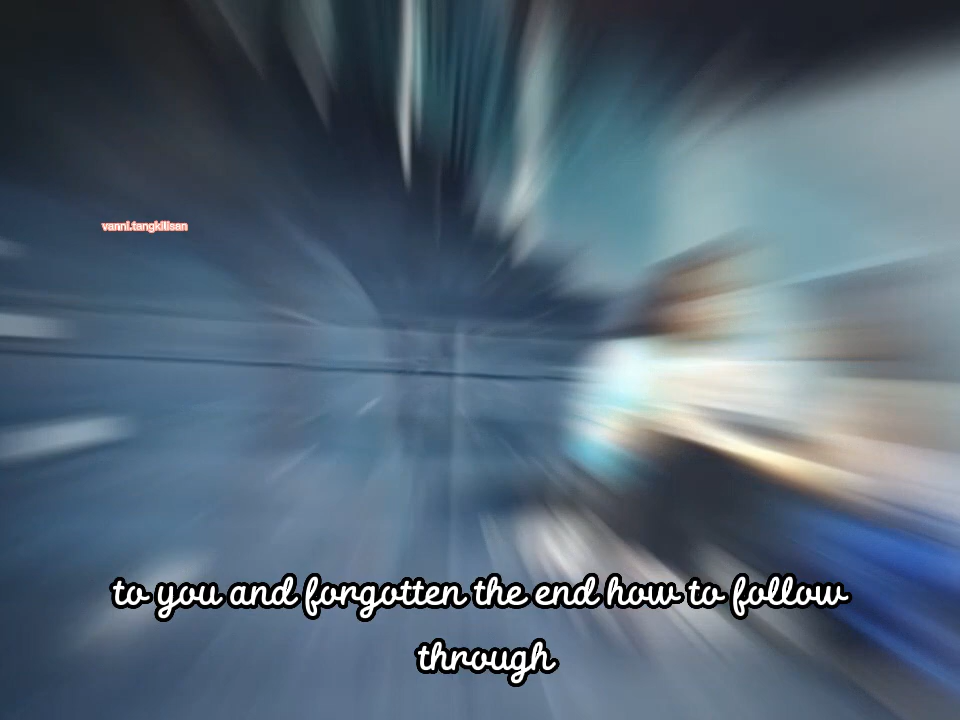 vanni.tangkilisan
to you and forgotten the end how to follow
through